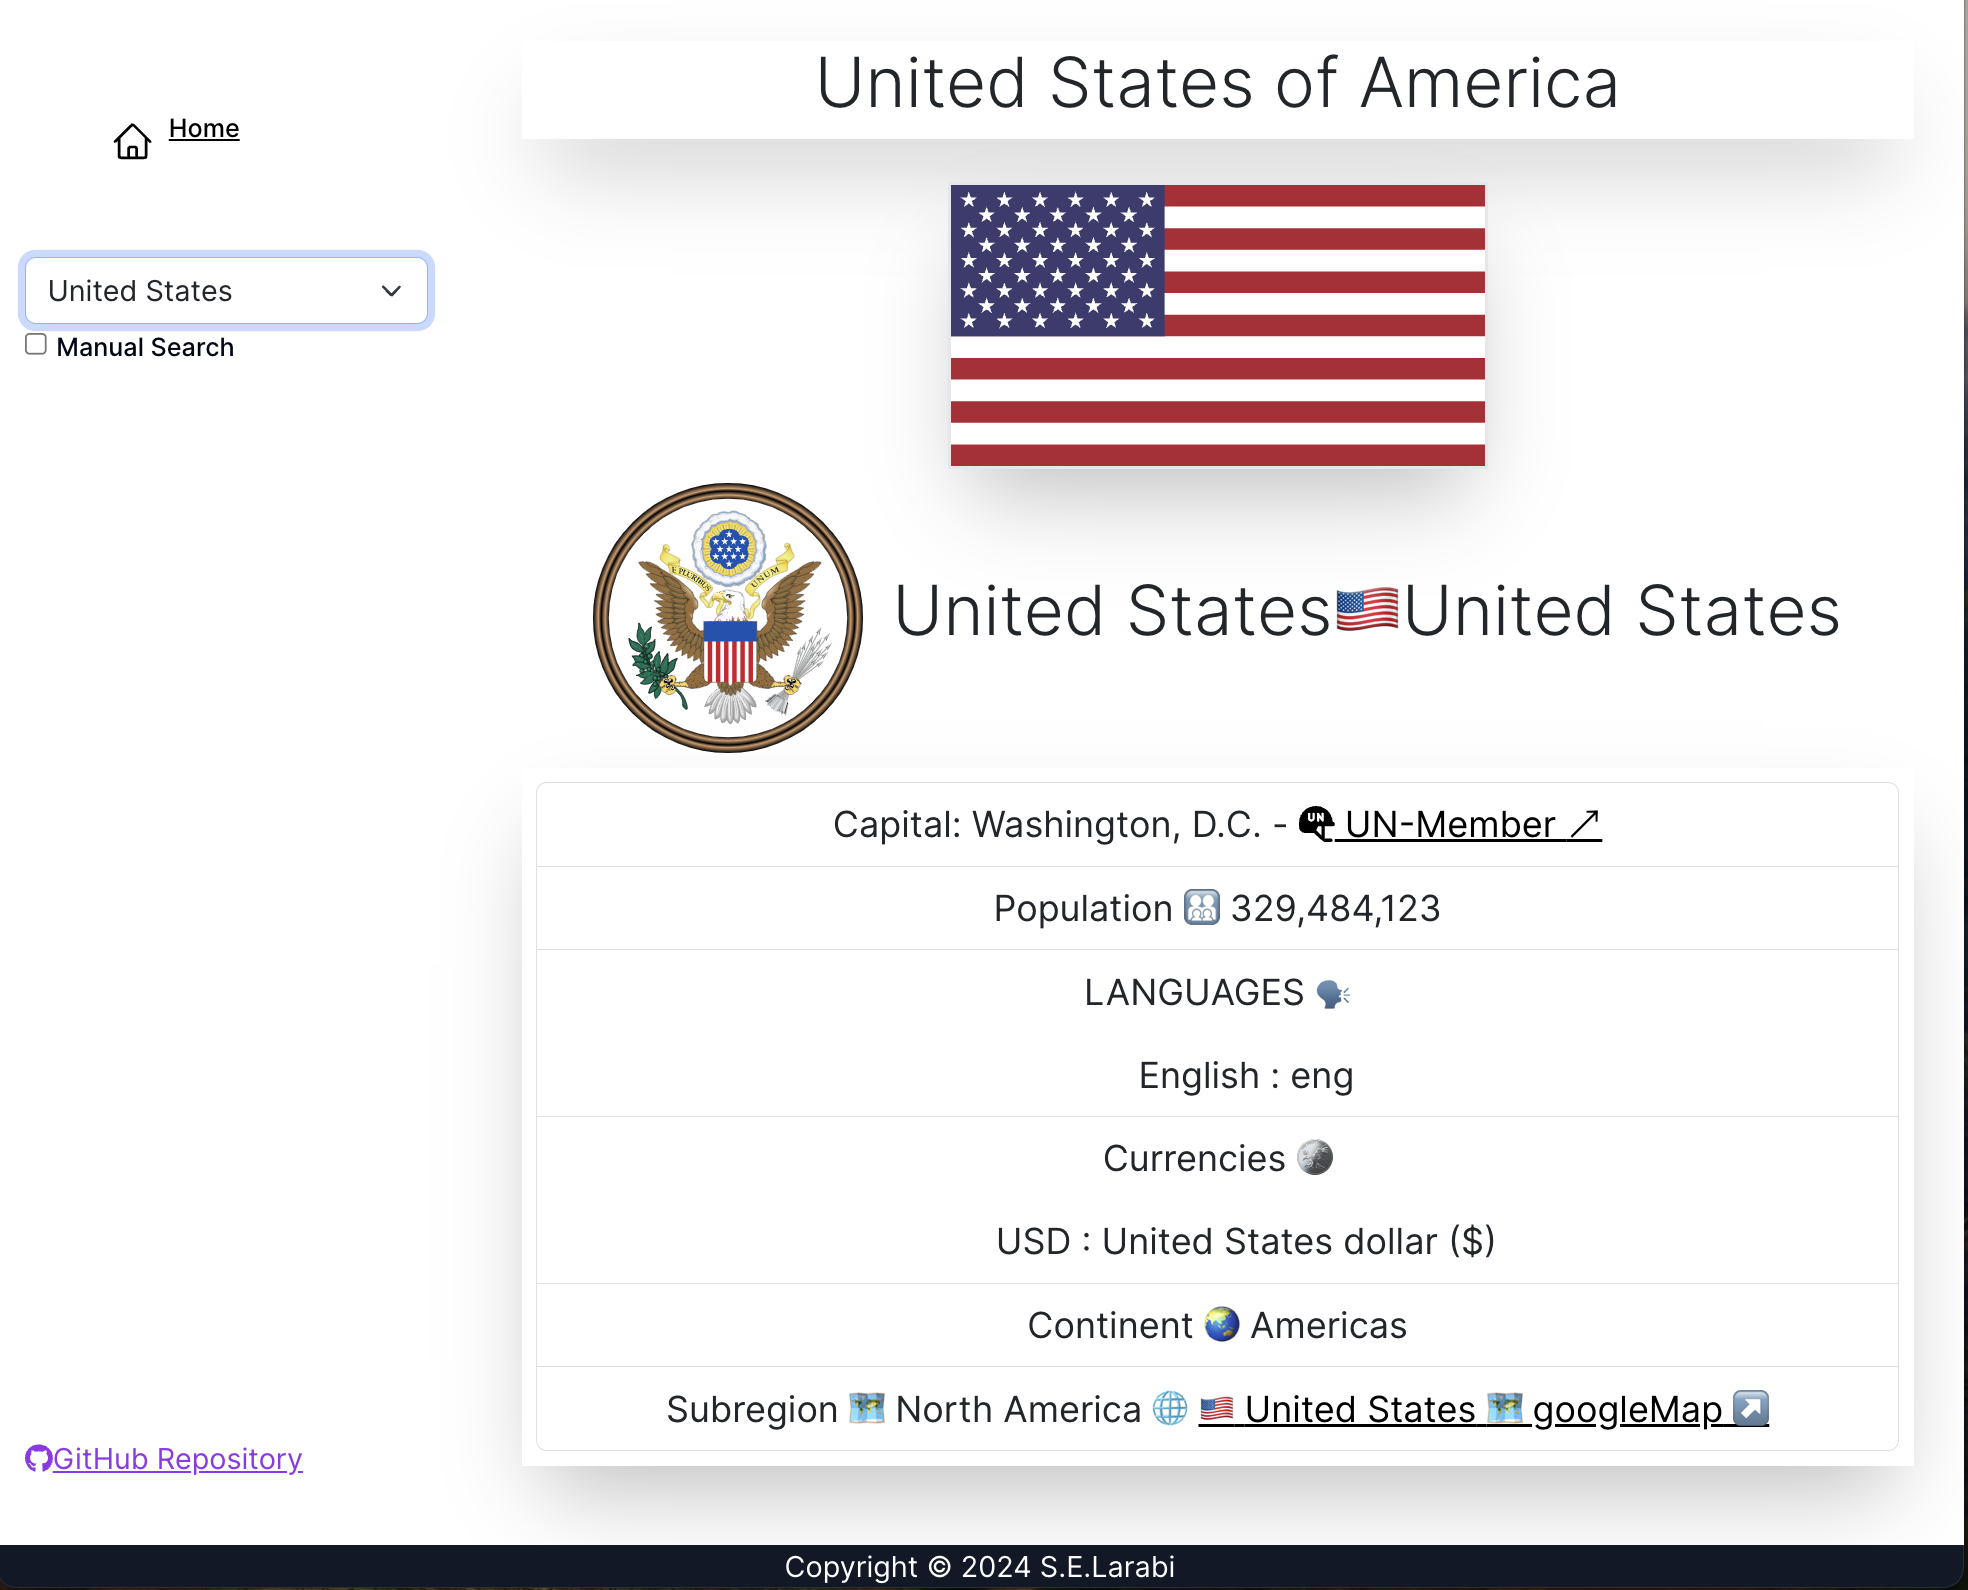 United States of America
Home
United States
Manual Search
E PLURIBUS UNUM
United States🇺🇸United States
Capital: Washington, D.C. - UN UN-Member ↗
Population 👥 329,484,123
LANGUAGES 🗣️
English : eng
Currencies 🪙
USD : United States dollar ($)
Continent 🌏 Americas
Subregion 🗺️ North America 🌐 🇺🇸 United States 🗺️ googleMap ↗️
GitHub Repository
Copyright © 2024 S.E.Larabi